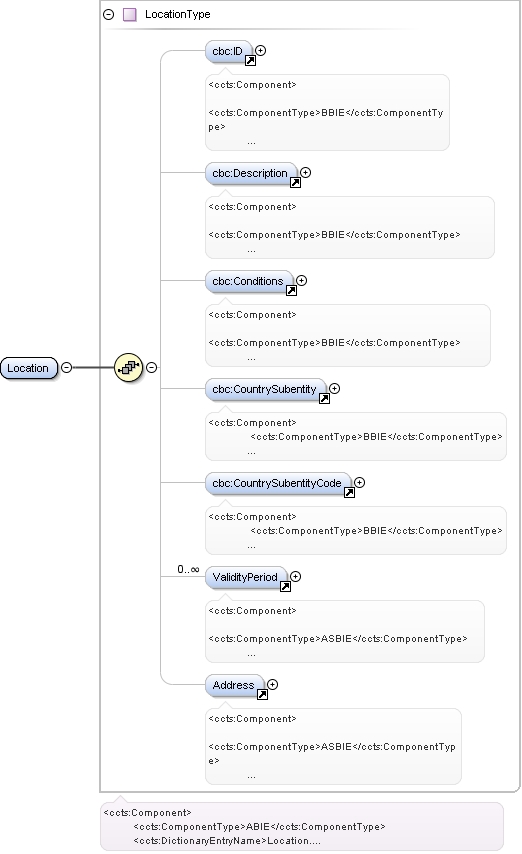 LocationType
cbc:ID
<ccts:Component>
<ccts:ComponentType>BBIE</ccts:ComponentTy
pe>
...
cbc:Description
<ccts:Component>
<ccts:ComponentType>BBIE</ccts:ComponentType>
...
cbc:Conditions
<ccts:Component>
<ccts:ComponentType>BBIE</ccts:ComponentType>
...
Location
cbc:CountrySubentity
<ccts:Component>
<ccts:ComponentType>BBIE</ccts:ComponentType>
...
cbc:CountrySubentityCode
<ccts:Component>
<ccts:ComponentType>BBIE</ccts:ComponentType>
...
0..∞
ValidityPeriod
<ccts:Component>
<ccts:ComponentType>ASBIE</ccts:ComponentType>
...
Address
<ccts:Component>
<ccts:ComponentType>ASBIE</ccts:ComponentTyp
e>
...
<ccts:Component>
<ccts:ComponentType>ABIE</ccts:ComponentType>
<ccts:DictionaryEntryName>Location....